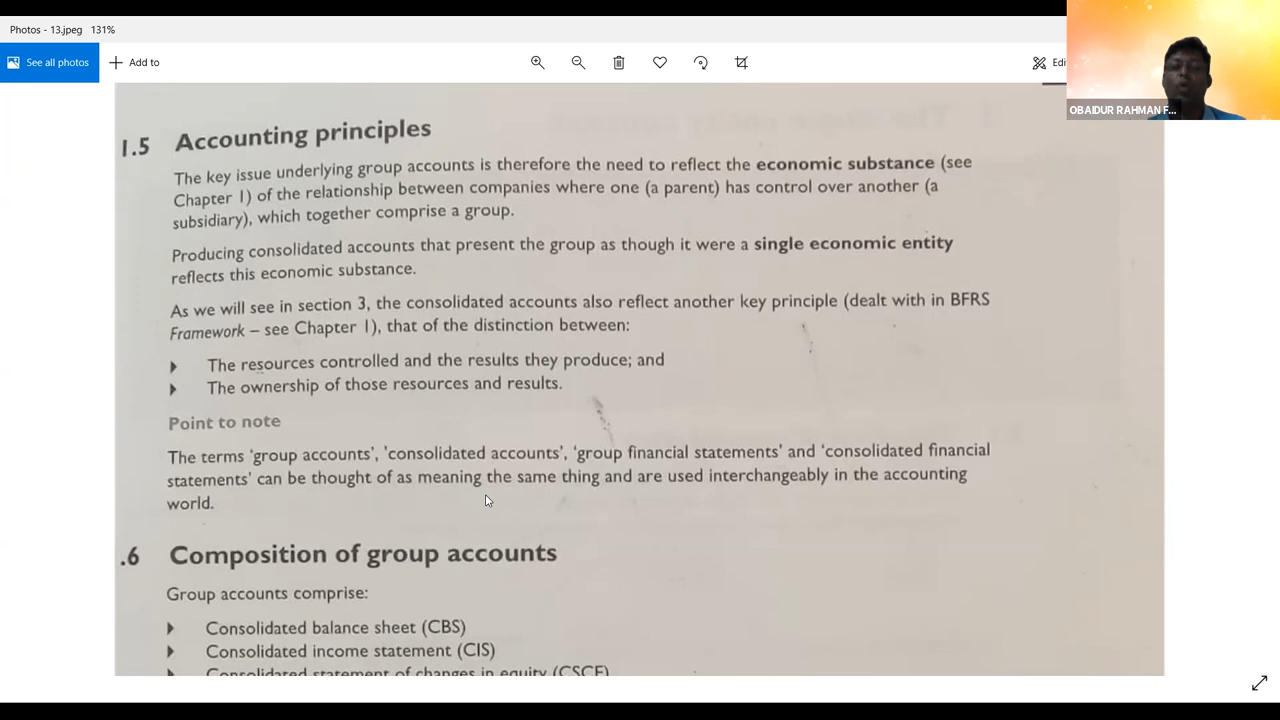 Photos - 13.jpeg 131%
See all photos
Add to
OBAIDUR RAHMAN F...
1.5 Accounting principles
The key issue underlying group accounts is therefore the need to reflect the economic substance (see
Chapter 1) of the relationship between companies where one (a parent) has control over another (a
subsidiary), which together comprise a group.
Producing consolidated accounts that present the group as though it were a single economic entity
reflects this economic substance.
As we will see in section 3, the consolidated accounts also reflect another key principle (dealt with in BFRS
Framework – see Chapter 1), that of the distinction between:
The resources controlled and the results they produce; and
The ownership of those resources and results.
Point to note
The terms 'group accounts', 'consolidated accounts', 'group financial statements' and 'consolidated financial
statements' can be thought of as meaning the same thing and are used interchangeably in the accounting
world.
.6 Composition of group accounts
Group accounts comprise:
Consolidated balance sheet (CBS)
Consolidated income statement (CIS)
Consolidated statement of changes in equity (CSCE)